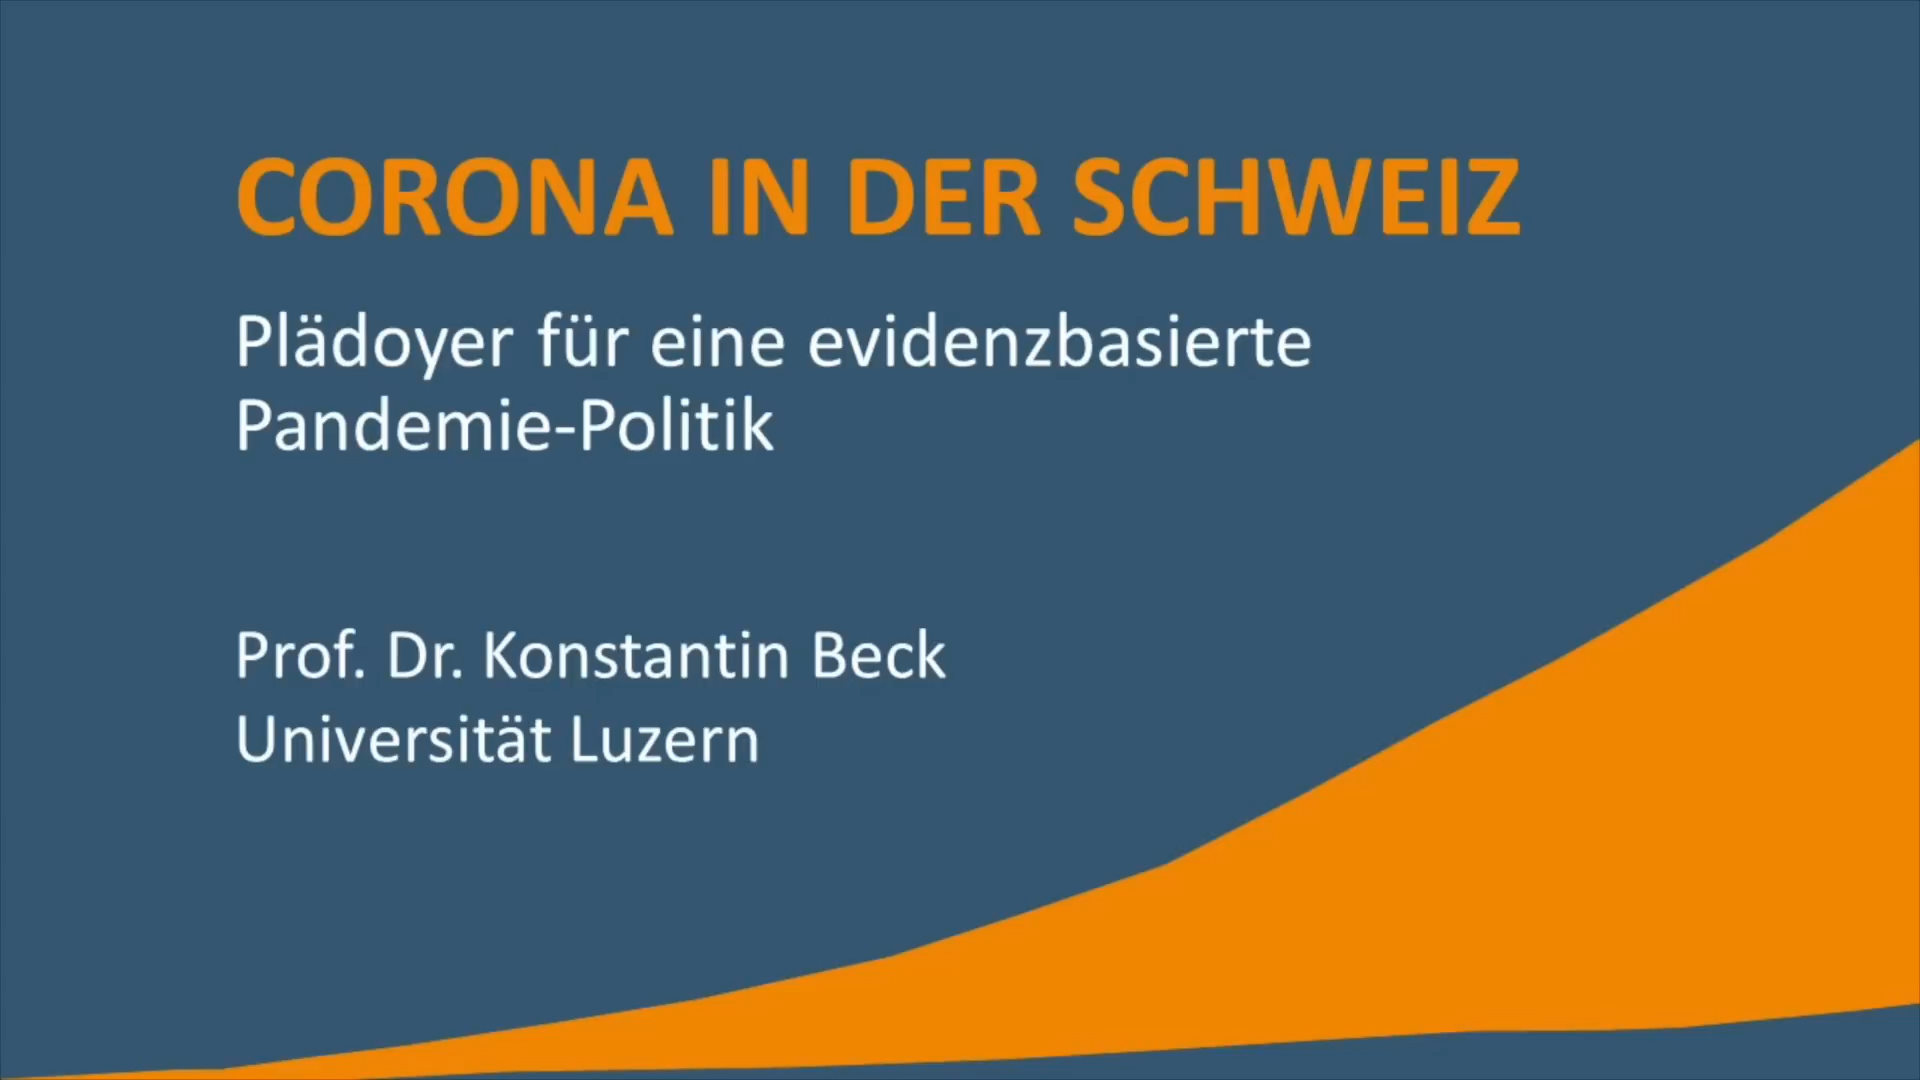 CORONA IN DER SCHWEIZ
Plädoyer für eine evidenzbasierte
Pandemie-Politik
Prof. Dr. Konstantin Beck
Universität Luzern